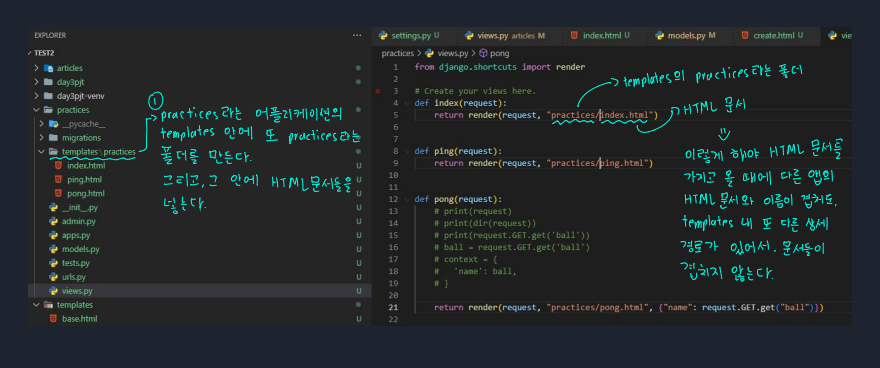 EXPLORER
TEST2
articles
day3pjt
day3pjt-venv
practices
__pycache__
migrations
templates \ practices
index.html U
ping.html U
pong.html U
__init__.py U
admin.py U
apps.py U
models.py U
tests.py U
urls.py U
views.py U
templates
base.html U
①
practices라는 어플리케이션의
templates 안에 또 practices라는
폴더를 만든다.
그리고, 그 안에 HTML문서들을
넣는다.
settings.py U
views.py articles M
index.html U
models.py M
create.html U
practices > views.py > pong
1 from django.shortcuts import render
2
3 # Create your views here.
4 def index(request):
5 return render(request, "practices/index.html")
6
7
8 def ping(request):
9 return render(request, "practices/ping.html")
10
11
12 def pong(request):
13 # print(request)
14 # print(dir(request))
15 # print(request.GET.get('ball'))
16 # ball = request.GET.get('ball')
17 # context = {
18 # 'name': ball,
19 # }
20
21 return render(request, "practices/pong.html", {"name": request.GET.get("ball")})
22
templates의 practices라는 폴더
HTML 문서
이렇게 해야 HTML 문서들
가지고 올 때에 다른 앱의
HTML 문서와 이름이 겹쳐도,
templates 내 또 다른 상세
경로가 있어서, 문서들이
겹치지 않는다.